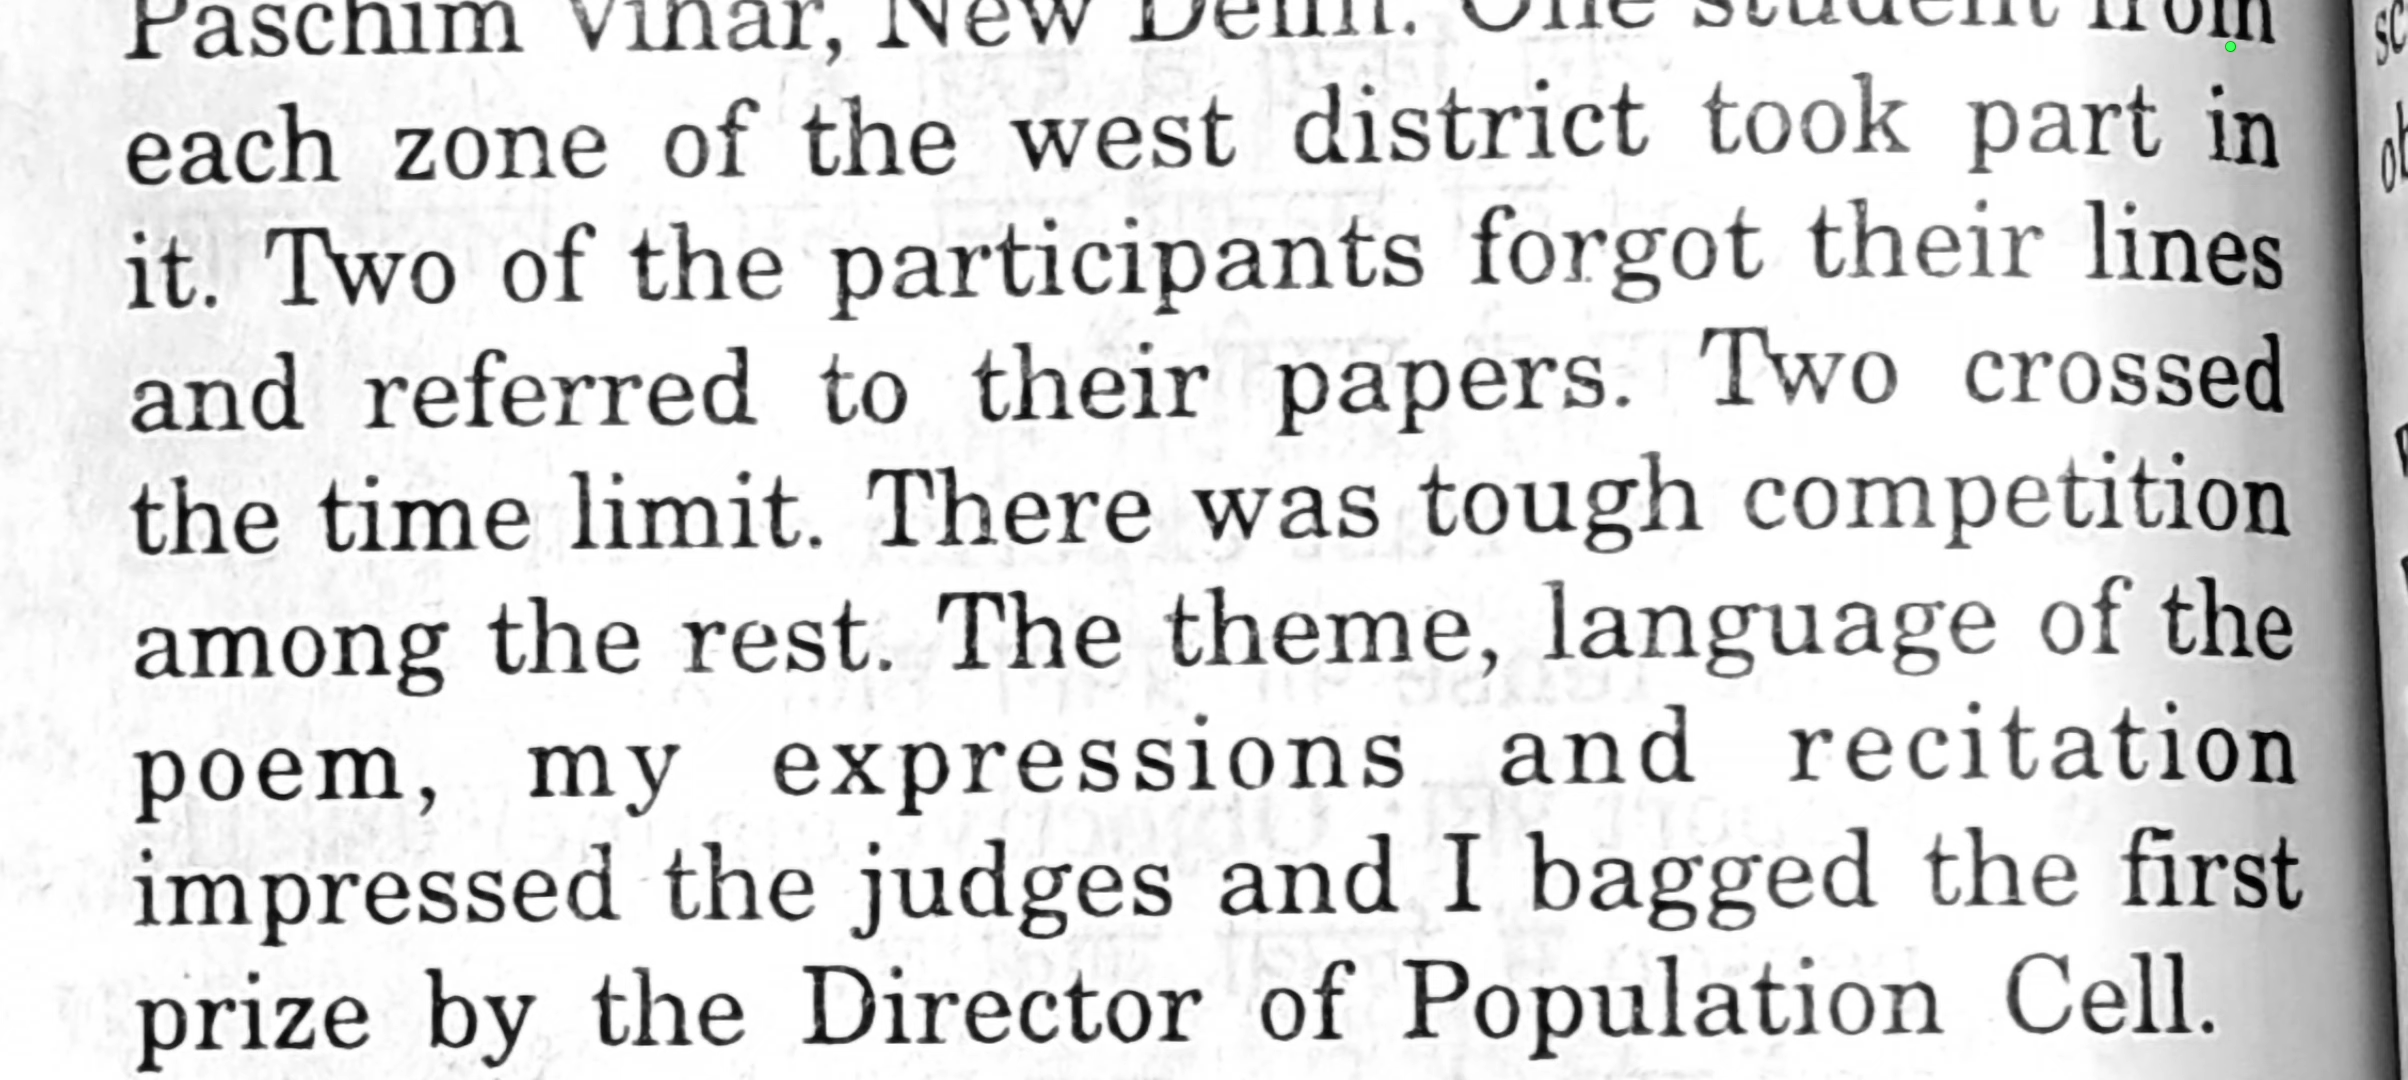 Paschim Vihar, New Delhi. One student from
each zone of the west district took part in
it. Two of the participants forgot their lines
and referred to their papers. Two crossed
the time limit. There was tough competition
among the rest. The theme, language of the
poem, my expressions and recitation
impressed the judges and I bagged the first
prize by the Director of Population Cell.